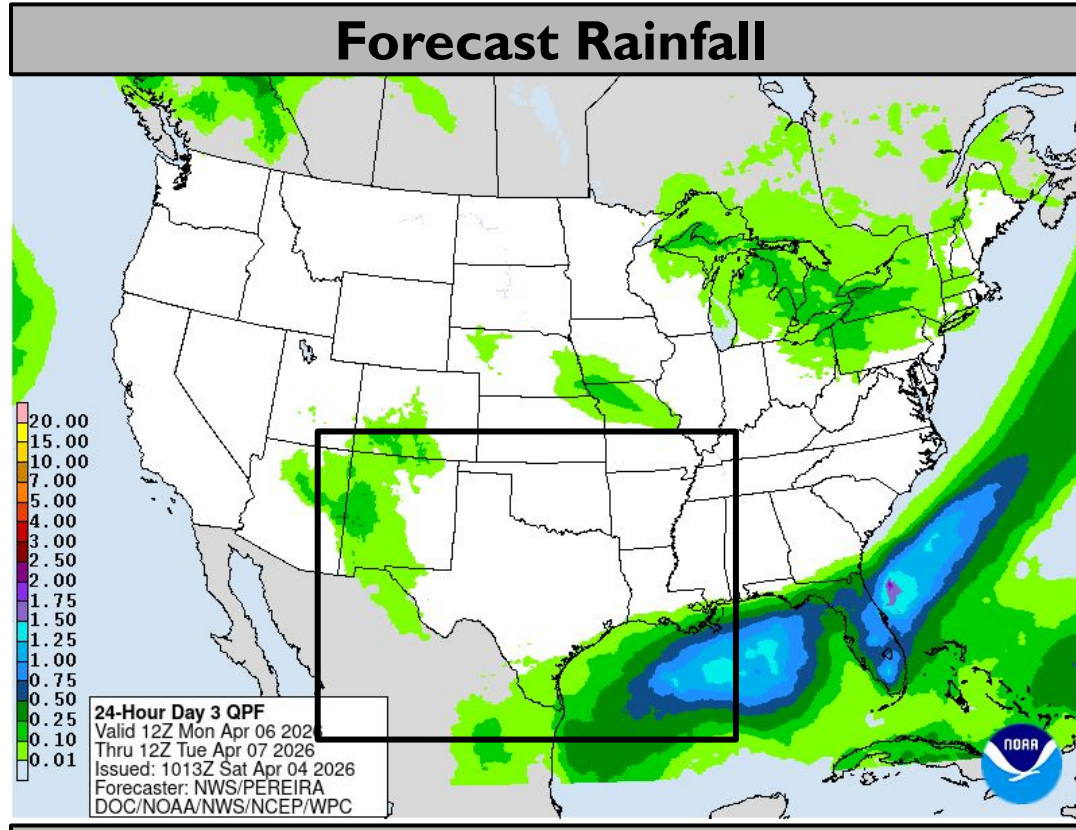 Forecast Rainfall
20.00
15.00
10.00
7.00
5.00
4.00
3.00
2.50
2.00
1.75
1.50
1.25
1.00
0.75
0.50
0.25
0.10
0.01
24-Hour Day 3 QPF
Valid 12Z Mon Apr 06 2026
Thru 12Z Tue Apr 07 2026
Issued: 1013Z Sat Apr 04 2026
Forecaster: NWS/PEREIRA
DOC/NOAA/NWS/NCEP/WPC
NOAA